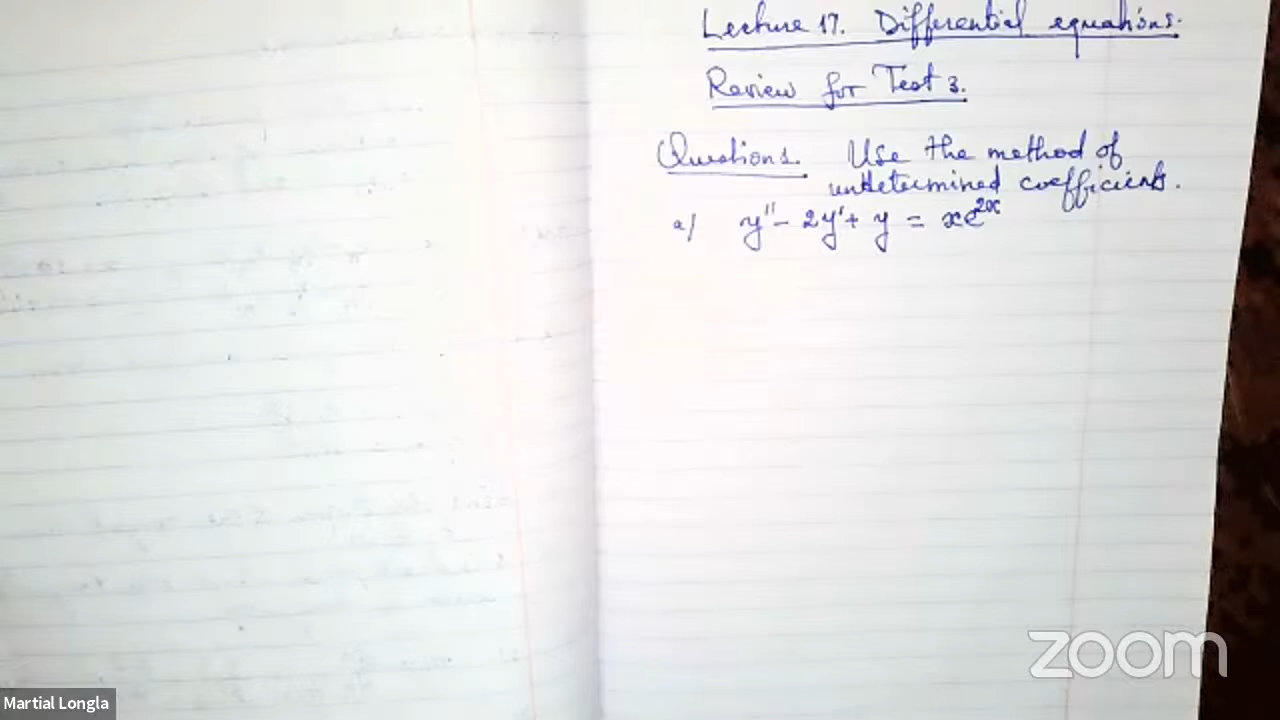 Lecture 17. Differential equations.
Review for Test 3.
Questions. Use the method of
undetermined coefficients.
a/ y'' - 2y' + y = xe^{2x}
zoom
Martial Longla